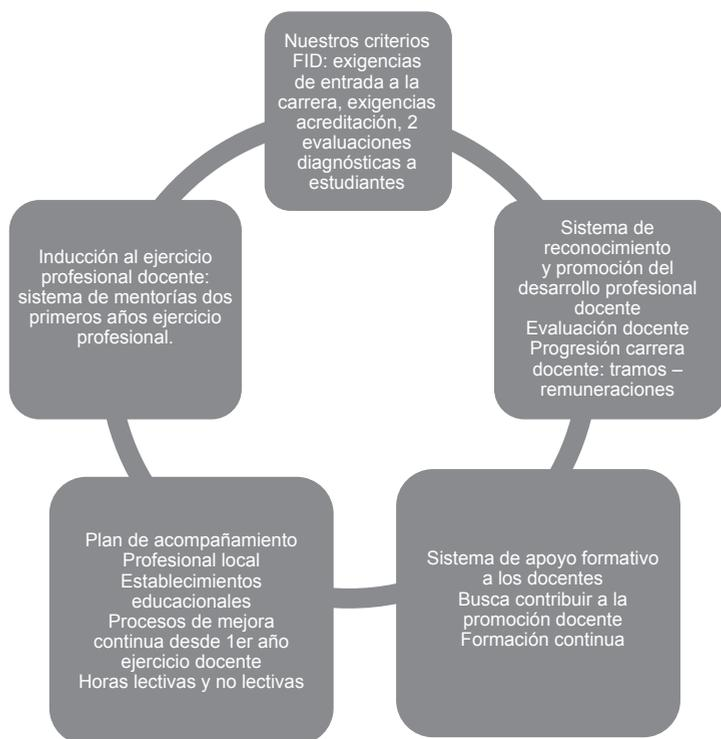 Nuestros criterios
FID: exigencias
de entrada a la
carrera, exigencias
acreditación, 2
evaluaciones
diagnósticas a
estudiantes
Sistema de
reconocimiento
y promoción del
desarrollo profesional
docente
Evaluación docente
Progresión carrera
docente: tramos –
remuneraciones
Sistema de apoyo formativo
a los docentes
Busca contribuir a la
promoción docente
Formación continua
Plan de acompañamiento
Profesional local
Establecimientos
educacionales
Procesos de mejora
continua desde 1er año
ejercicio docente
Horas lectivas y no lectivas
Inducción al ejercicio
profesional docente:
sistema de mentorías dos
primeros años ejercicio
profesional.